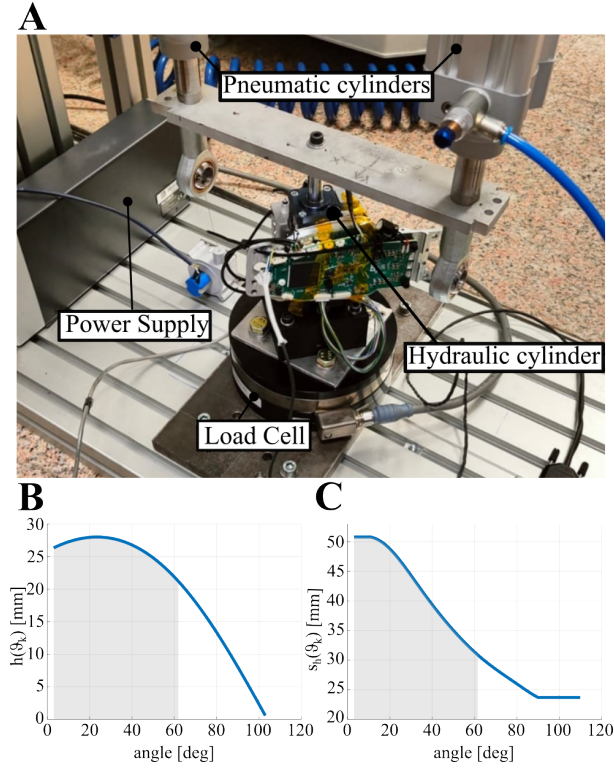 A
Pneumatic cylinders
Power Supply
Hydraulic cylinder
Load Cell
B
C
30
25
20
15
10
5
0
h(ϑₖ) [mm]
0 20 40 60 80 100 120
angle [deg]
50
45
40
35
30
25
20
sₕ(ϑₖ) [mm]
0 20 40 60 80 100 120
angle [deg]